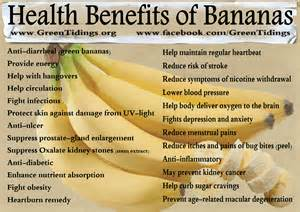 Health Benefits of Bananas
www.GreenTidings.org www.facebook.com/GreenTidings
Anti-diarrheal (green bananas)
Provide energy
Help with hangovers
Help circulation
Fight infections
Protect skin against damage from UV-light
Anti-ulcer
Suppress Oxalate kidney stones (stem extract)
Anti-diabetic
Enhance nutrient absorption
Fight obesity
Heartburn remedy
Help maintain regular heartbeat
Reduce risk of stroke
Reduce symptoms of nicotine withdrawal
Lower blood pressure
Help body deliver oxygen to the brain
Fights depression and anxiety
Reduce menstrual pains
Reduce itches and pains of bug bites (peel)
Anti-inflammatory
May prevent kidney cancer
Help curb sugar cravings
Prevent age-related macular degeneration